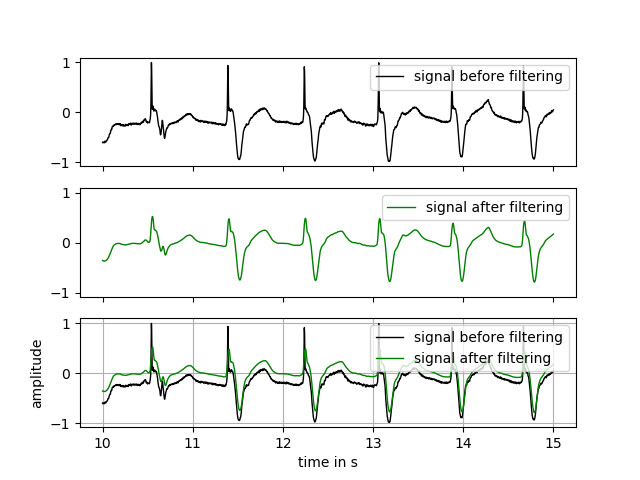 1
0
−1
signal before filtering
1
0
−1
signal after filtering
1
0
−1
amplitude
signal before filtering
signal after filtering
10 11 12 13 14 15
time in s